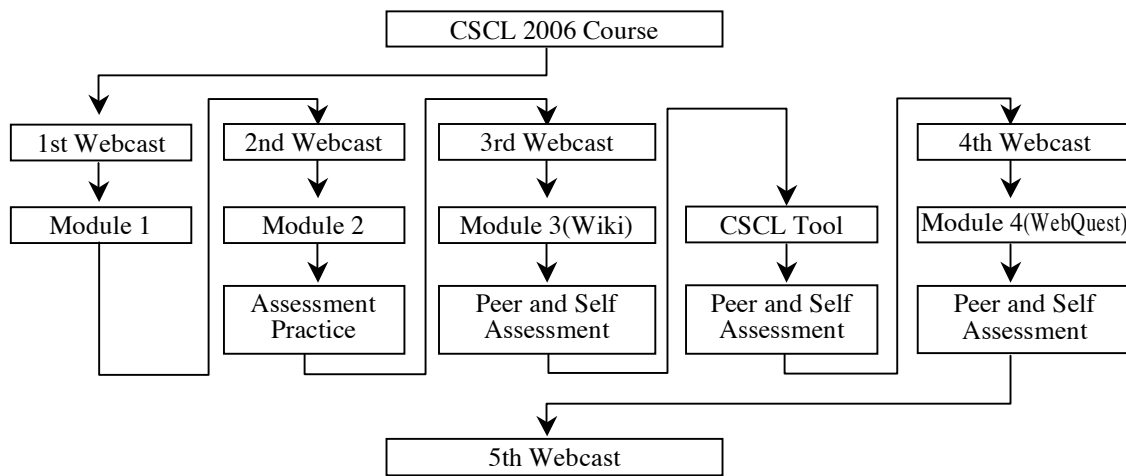 CSCL 2006 Course
1st Webcast
Module 1
2nd Webcast
Module 2
Assessment
Practice
3rd Webcast
Module 3(Wiki)
Peer and Self
Assessment
CSCL Tool
Peer and Self
Assessment
4th Webcast
Module 4(WebQuest)
Peer and Self
Assessment
5th Webcast